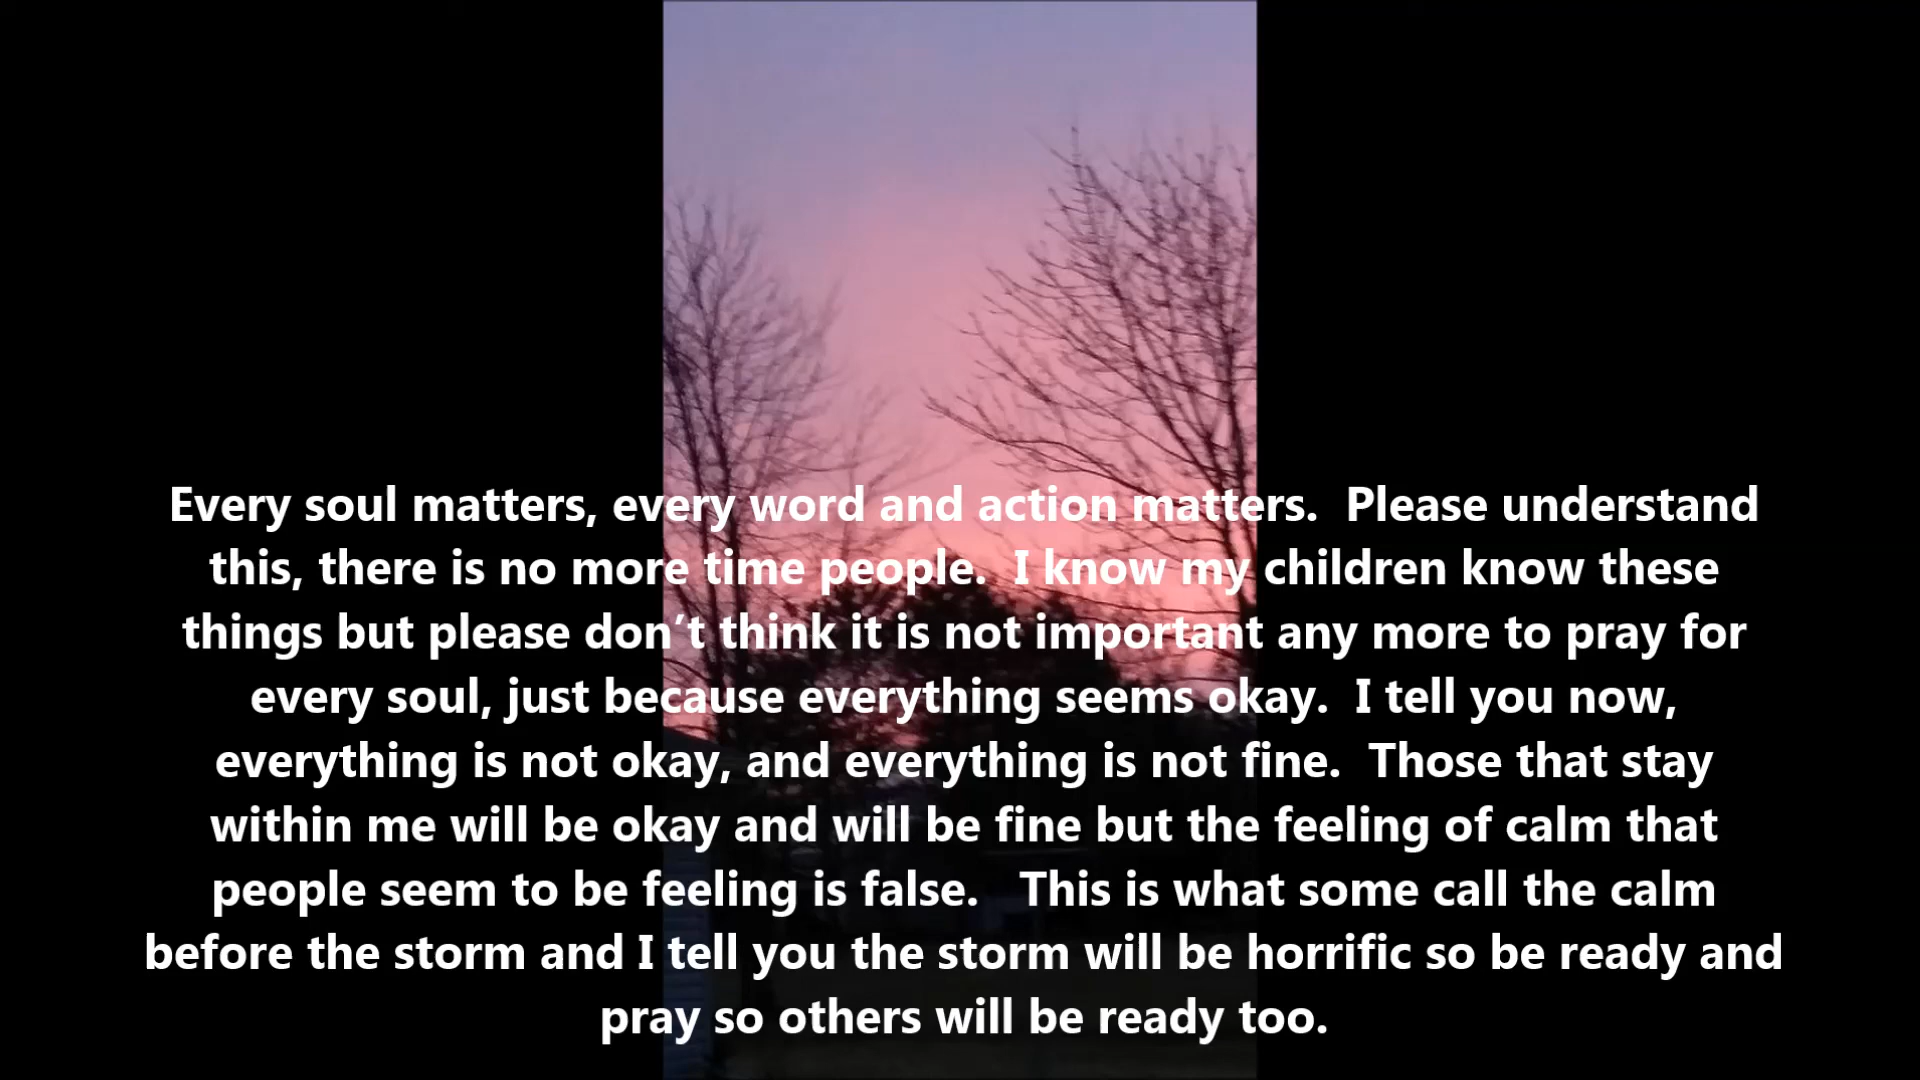 Every soul matters, every word and action matters.  Please understand
this, there is no more time people.  I know my children know these
things but please don’t think it is not important any more to pray for
every soul, just because everything seems okay.  I tell you now,
everything is not okay, and everything is not fine.  Those that stay
within me will be okay and will be fine but the feeling of calm that
people seem to be feeling is false.   This is what some call the calm
before the storm and I tell you the storm will be horrific so be ready and
pray so others will be ready too.